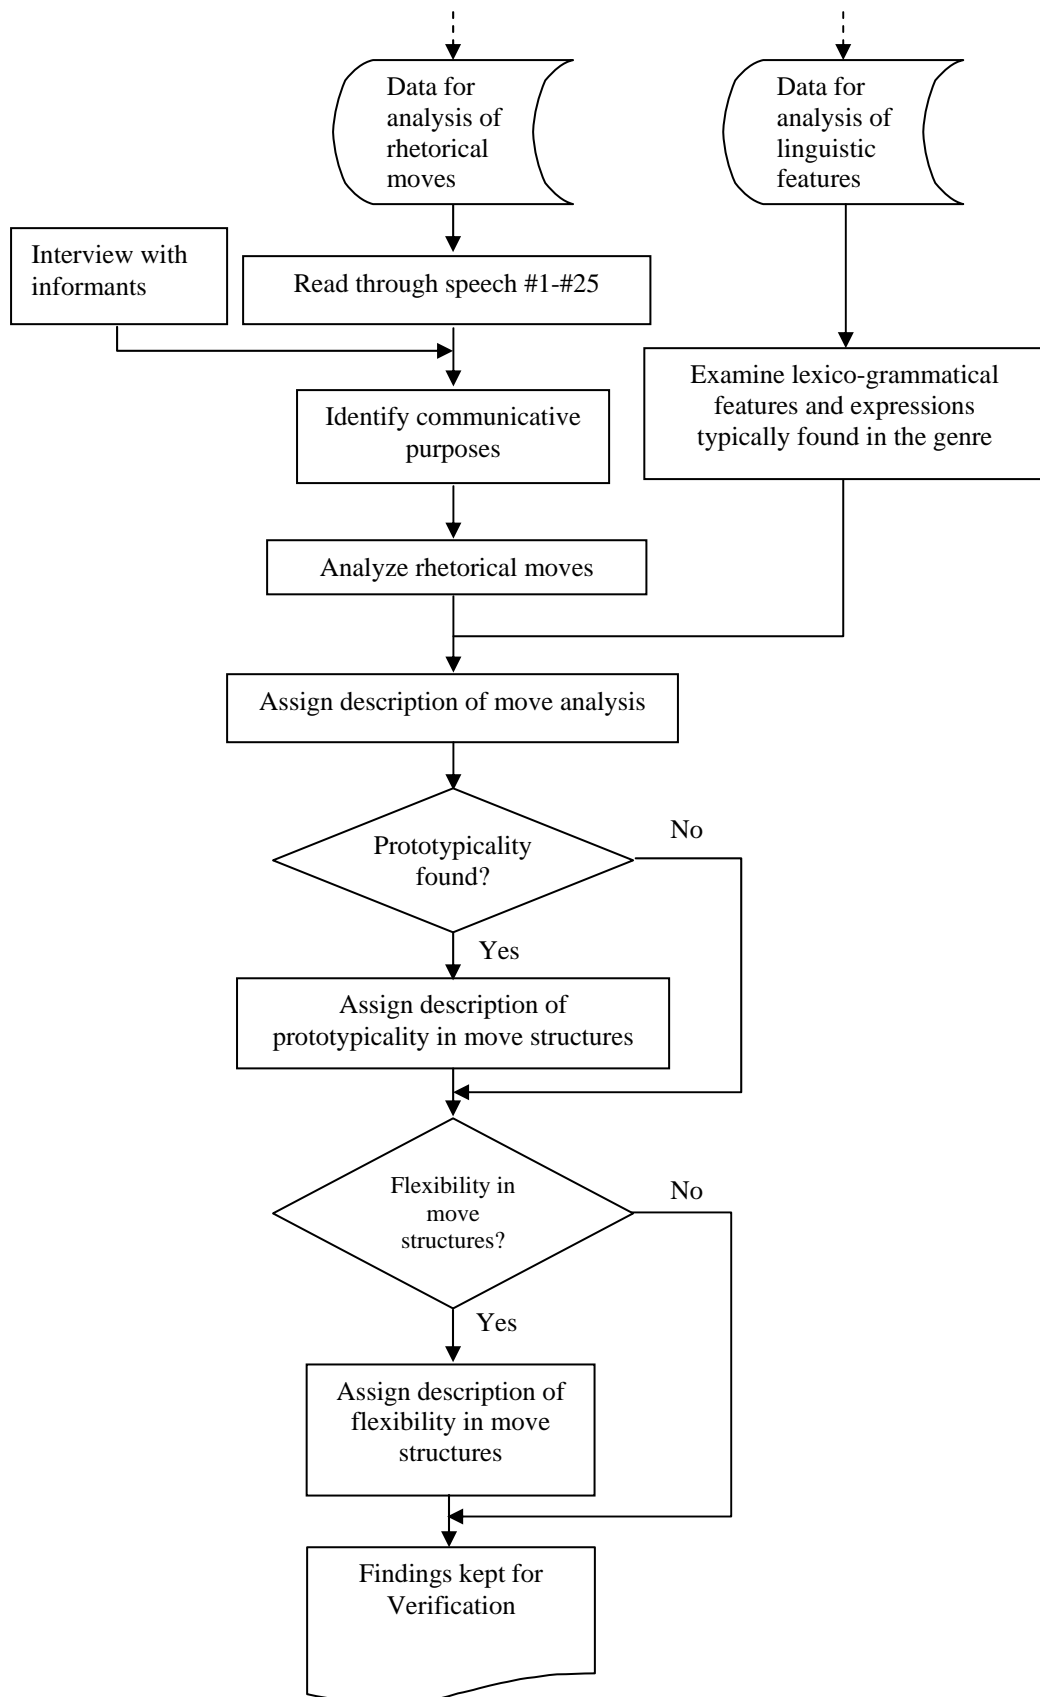 Data for
analysis of
rhetorical
moves
Data for
analysis of
linguistic
features
Interview with
informants
Read through speech #1-#25
Identify communicative
purposes
Examine lexico-grammatical
features and expressions
typically found in the genre
Analyze rhetorical moves
Assign description of move analysis
Prototypicality
found?
No
Yes
Assign description of
prototypicality in move structures
Flexibility in
move
structures?
No
Yes
Assign description of
flexibility in move
structures
Findings kept for
Verification